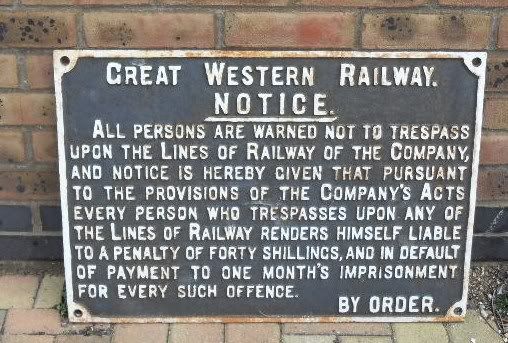 GREAT WESTERN RAILWAY.
NOTICE.
ALL PERSONS ARE WARNED NOT TO TRESPASS
UPON THE LINES OF RAILWAY OF THE COMPANY,
AND NOTICE IS HEREBY GIVEN THAT PURSUANT
TO THE PROVISIONS OF THE COMPANY'S ACTS
EVERY PERSON WHO TRESPASSES UPON ANY OF
THE LINES OF RAILWAY RENDERS HIMSELF LIABLE
TO A PENALTY OF FORTY SHILLINGS, AND IN DEFAULT
OF PAYMENT TO ONE MONTH'S IMPRISONMENT
FOR EVERY SUCH OFFENCE.
BY ORDER.